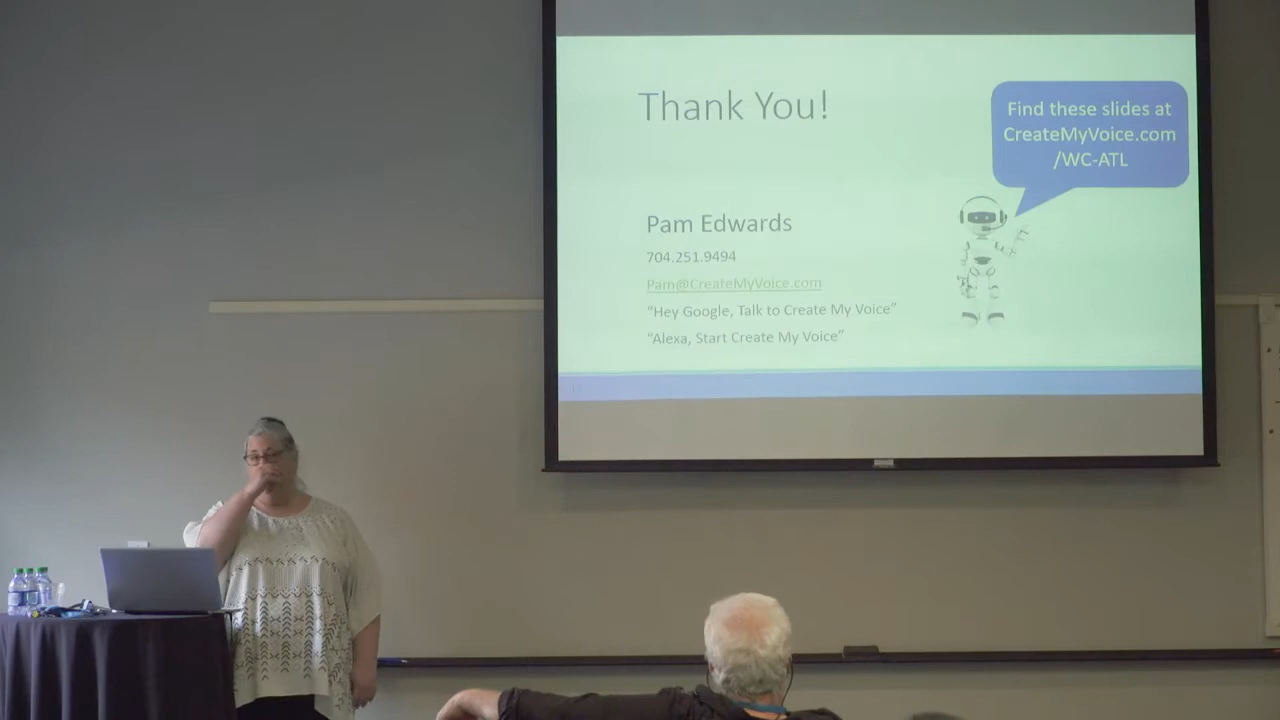 Thank You!
Find these slides at
CreateMyVoice.com
/WC-ATL
Pam Edwards
704.251.9494
Pam@CreateMyVoice.com
“Hey Google, Talk to Create My Voice”
“Alexa, Start Create My Voice”